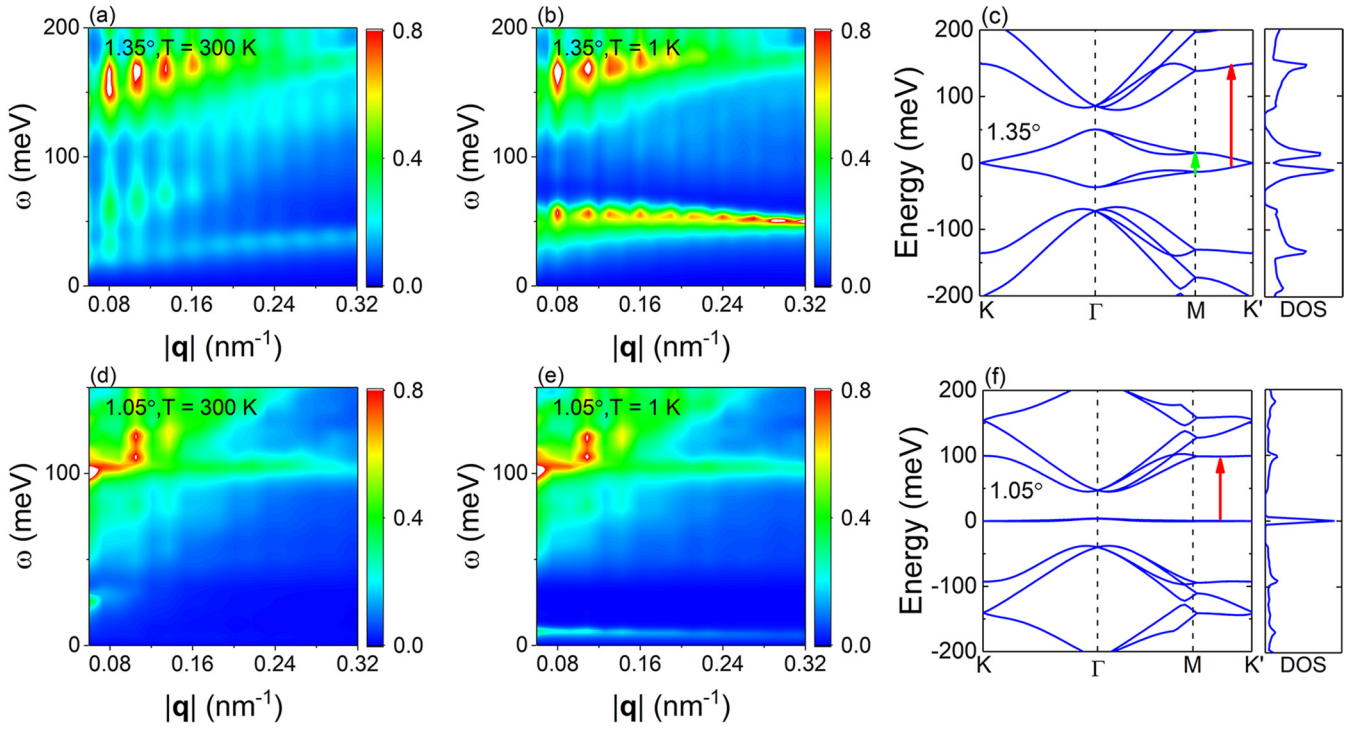 (a)
1.35°,T = 300 K
200
100
0
ω (meV)
0.08 0.16 0.24 0.32
|q| (nm-1)
0.8
0.4
0.0
(b)
1.35°,T = 1 K
200
100
0
ω (meV)
0.08 0.16 0.24 0.32
|q| (nm-1)
0.8
0.4
0.0
(c)
1.35°
200
100
0
-100
-200
Energy (meV)
K Γ M K' DOS
(d)
1.05°,T = 300 K
100
0
ω (meV)
0.08 0.16 0.24 0.32
|q| (nm-1)
0.8
0.4
0.0
(e)
1.05°,T = 1 K
100
0
ω (meV)
0.08 0.16 0.24 0.32
|q| (nm-1)
0.8
0.4
0.0
(f)
1.05°
200
100
0
-100
-200
Energy (meV)
K Γ M K' DOS